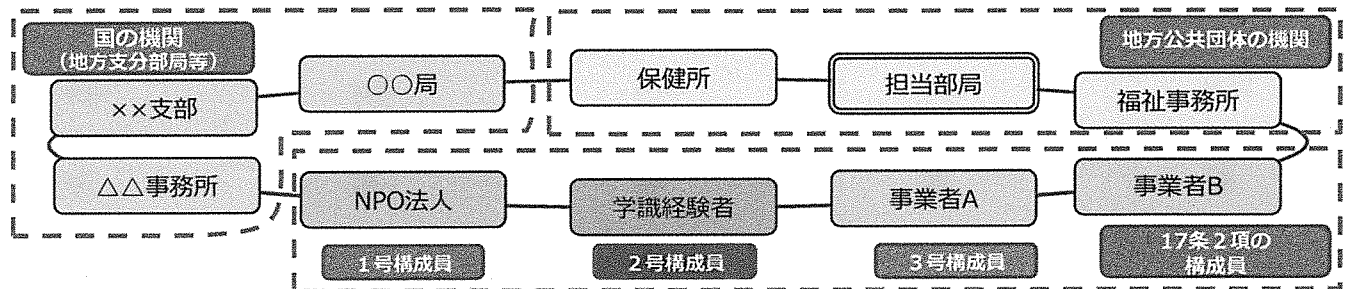 国の機関
（地方支分部局等）
××支部
○○局
保健所
担当部局
地方公共団体の機関
福祉事務所
△△事務所
NPO法人
学識経験者
事業者A
事業者B
1号構成員
2号構成員
3号構成員
17条2項の
構成員